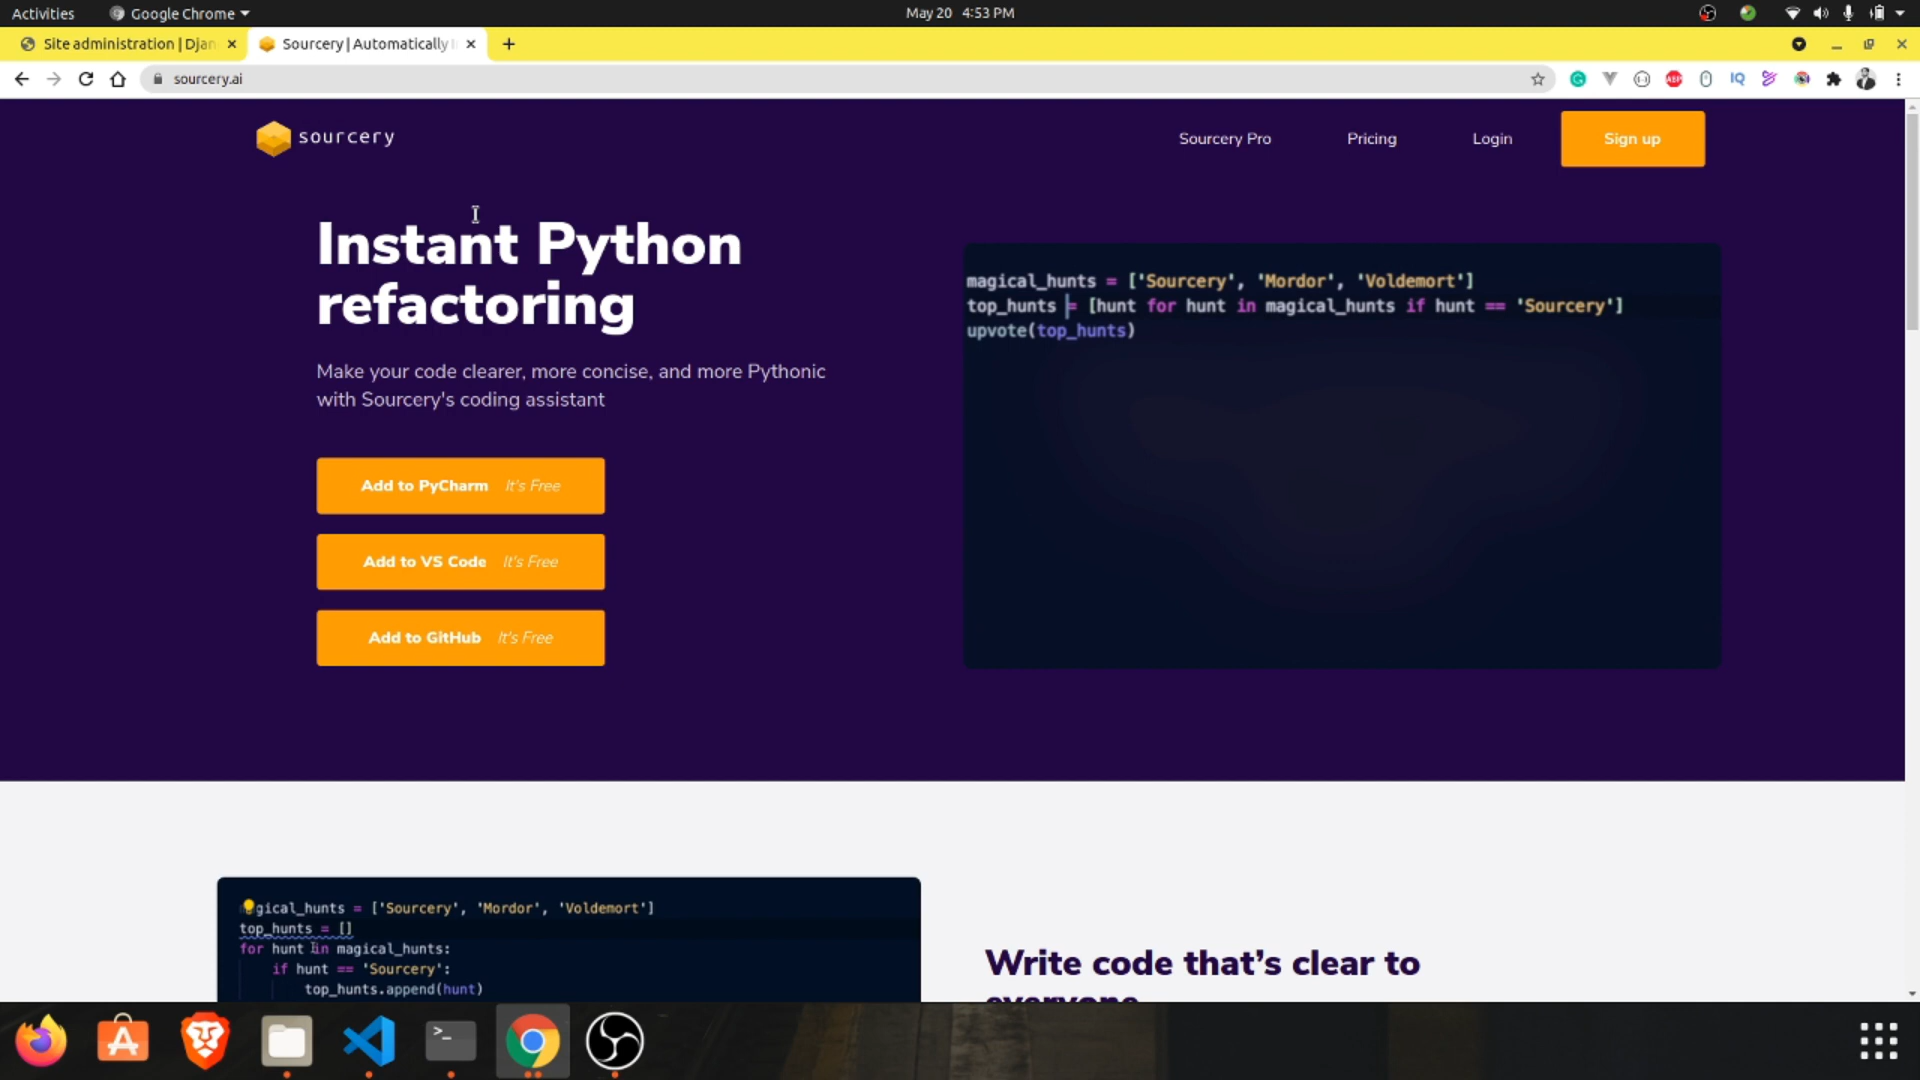 Activities
Google Chrome
May 20 4:53 PM
Site administration | Djan
Sourcery | Automatically I
sourcery.ai
ABP
IQ
sourcery
Sourcery Pro
Pricing
Login
Sign up
Instant Python
refactoring
Make your code clearer, more concise, and more Pythonic
with Sourcery's coding assistant
Add to PyCharm It's Free
Add to VS Code It's Free
Add to GitHub It's Free
magical_hunts = ['Sourcery', 'Mordor', 'Voldemort']
top_hunts = [hunt for hunt in magical_hunts if hunt == 'Sourcery']
upvote(top_hunts)
gical_hunts = ['Sourcery', 'Mordor', 'Voldemort']
top_hunts = []
for hunt in magical_hunts:
if hunt == 'Sourcery':
top_hunts.append(hunt)
Write code that's clear to
everyone